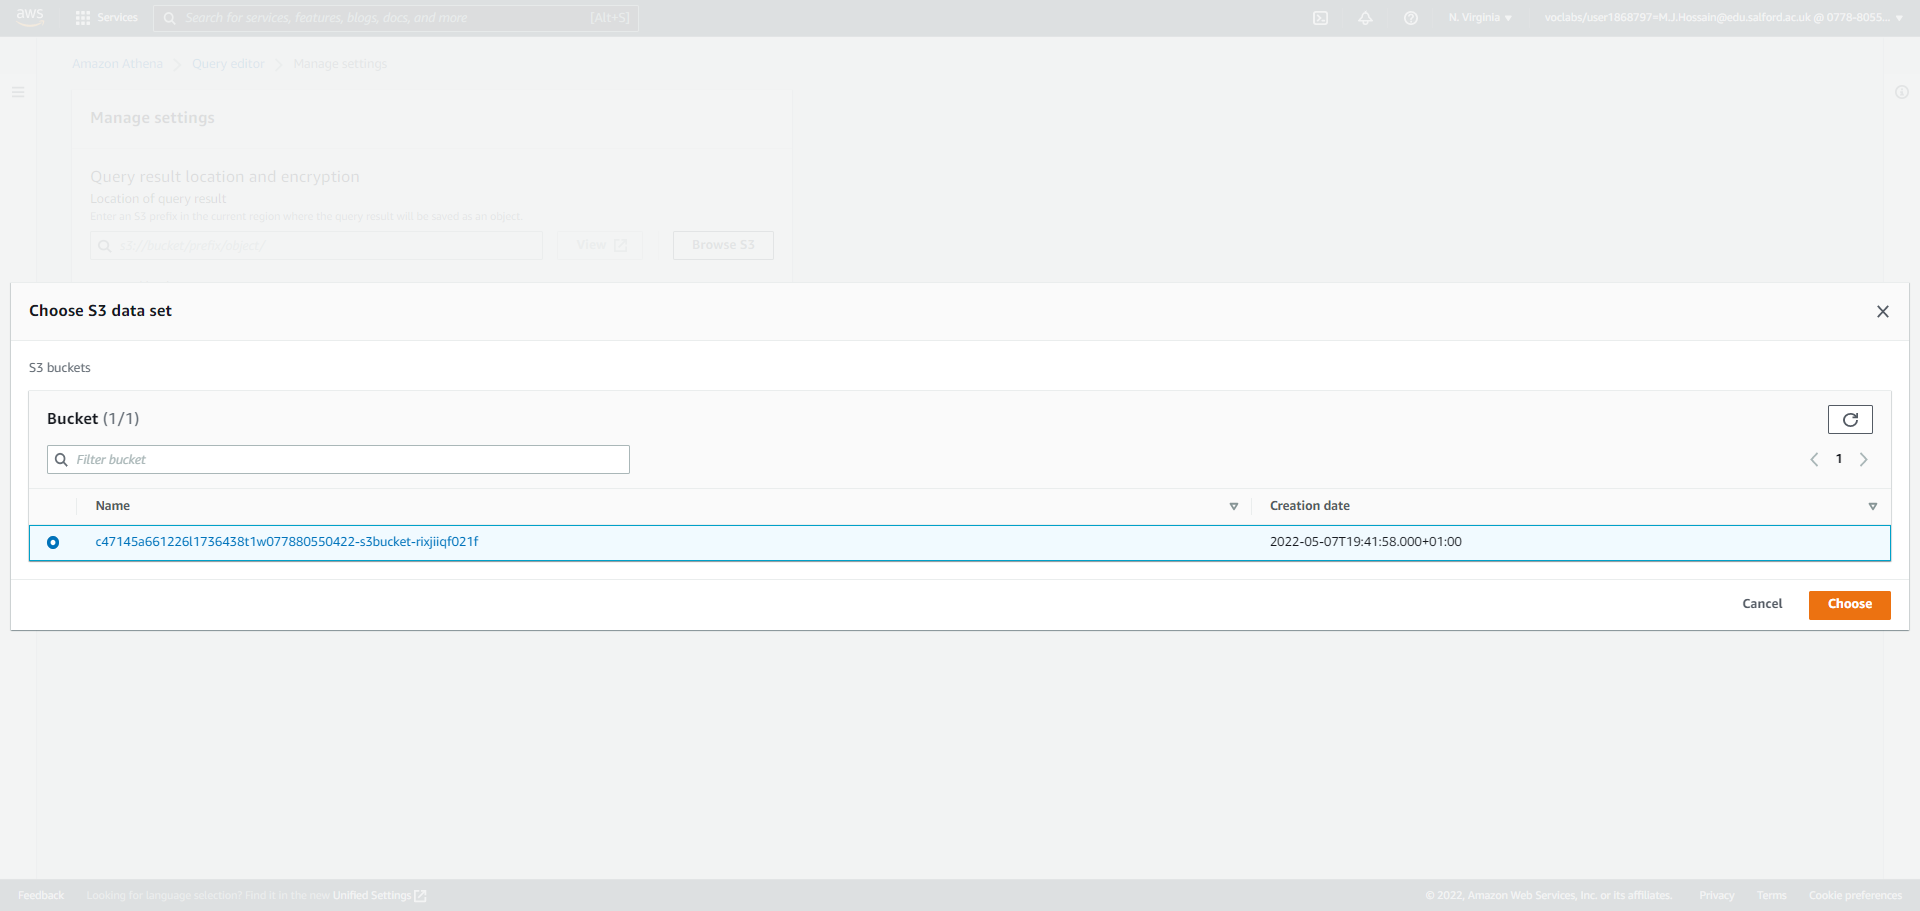 aws
Services
Search for services, features, blogs, docs, and more
[Alt+S]
N. Virginia
voclabs/user1868797=M.J.Hossain@edu.salford.ac.uk @ 0778-8055...
Amazon Athena
Query editor
Manage settings
Manage settings
Query result location and encryption
Location of query result
Enter an S3 prefix in the current region where the query result will be saved as an object.
s3://bucket/prefix/object/
View
Browse S3
Choose S3 data set
S3 buckets
Bucket (1/1)
Filter bucket
1
Name
Creation date
c47145a661226l1736438t1w077880550422-s3bucket-rixjiiqf021f
2022-05-07T19:41:58.000+01:00
Cancel
Choose
Feedback
Looking for language selection? Find it in the new Unified Settings
© 2022, Amazon Web Services, Inc. or its affiliates.
Privacy
Terms
Cookie preferences